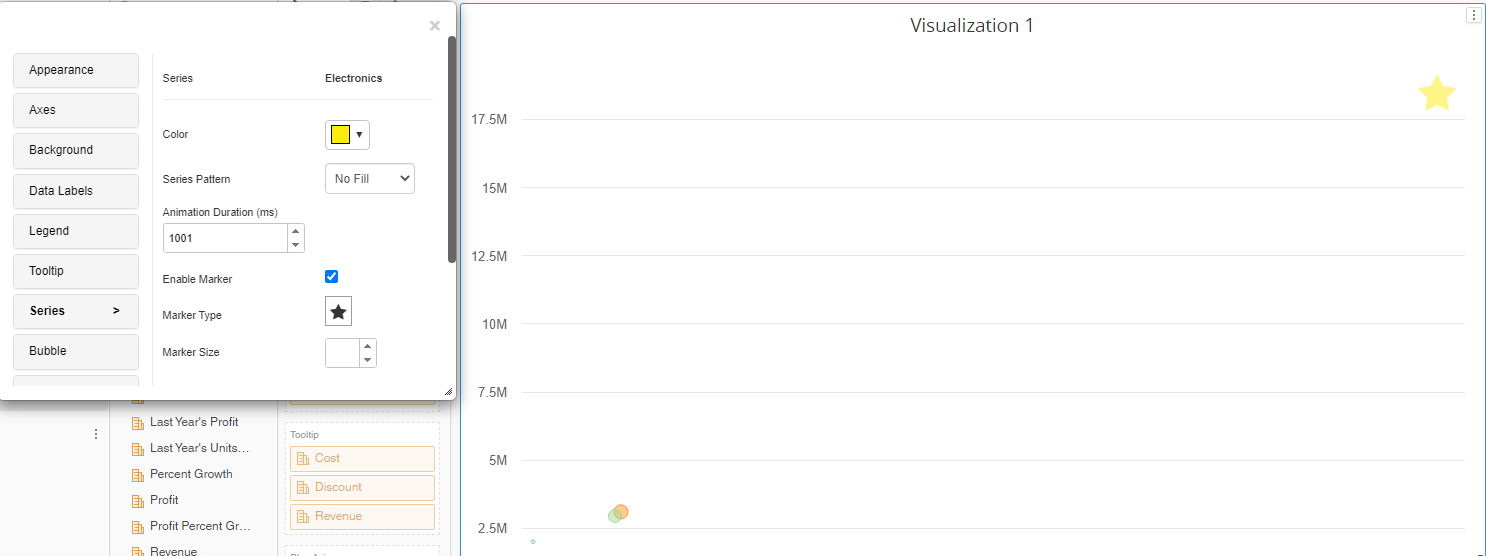 ×
Appearance
Axes
Background
Data Labels
Legend
Tooltip
Series >
Bubble
Series Electronics
Color
Series Pattern No Fill
Animation Duration (ms)
1001
Enable Marker
Marker Type
Marker Size
Last Year's Profit
Last Year's Units...
Percent Growth
Profit
Profit Percent Gr...
Revenue
Tooltip
Cost
Discount
Revenue
Visualization 1
17.5M
15M
12.5M
10M
7.5M
5M
2.5M